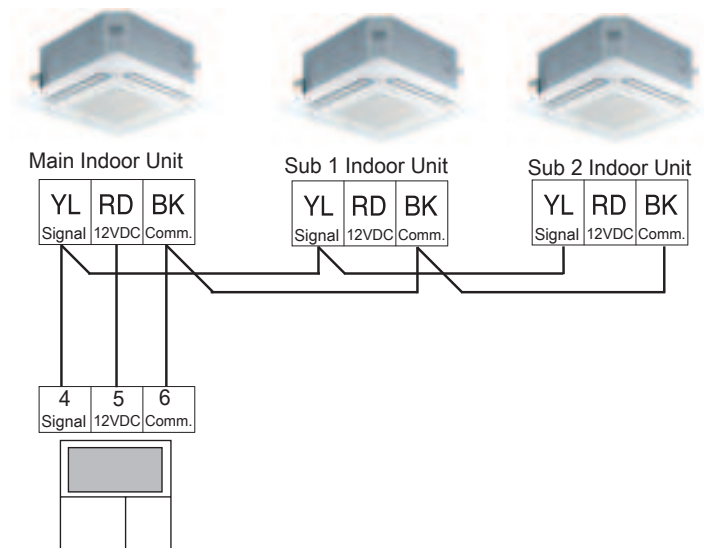 Main Indoor Unit
Sub 1 Indoor Unit
Sub 2 Indoor Unit
YL RD BK
Signal 12VDC Comm.
YL RD BK
Signal 12VDC Comm.
YL RD BK
Signal 12VDC Comm.
4 5 6
Signal 12VDC Comm.